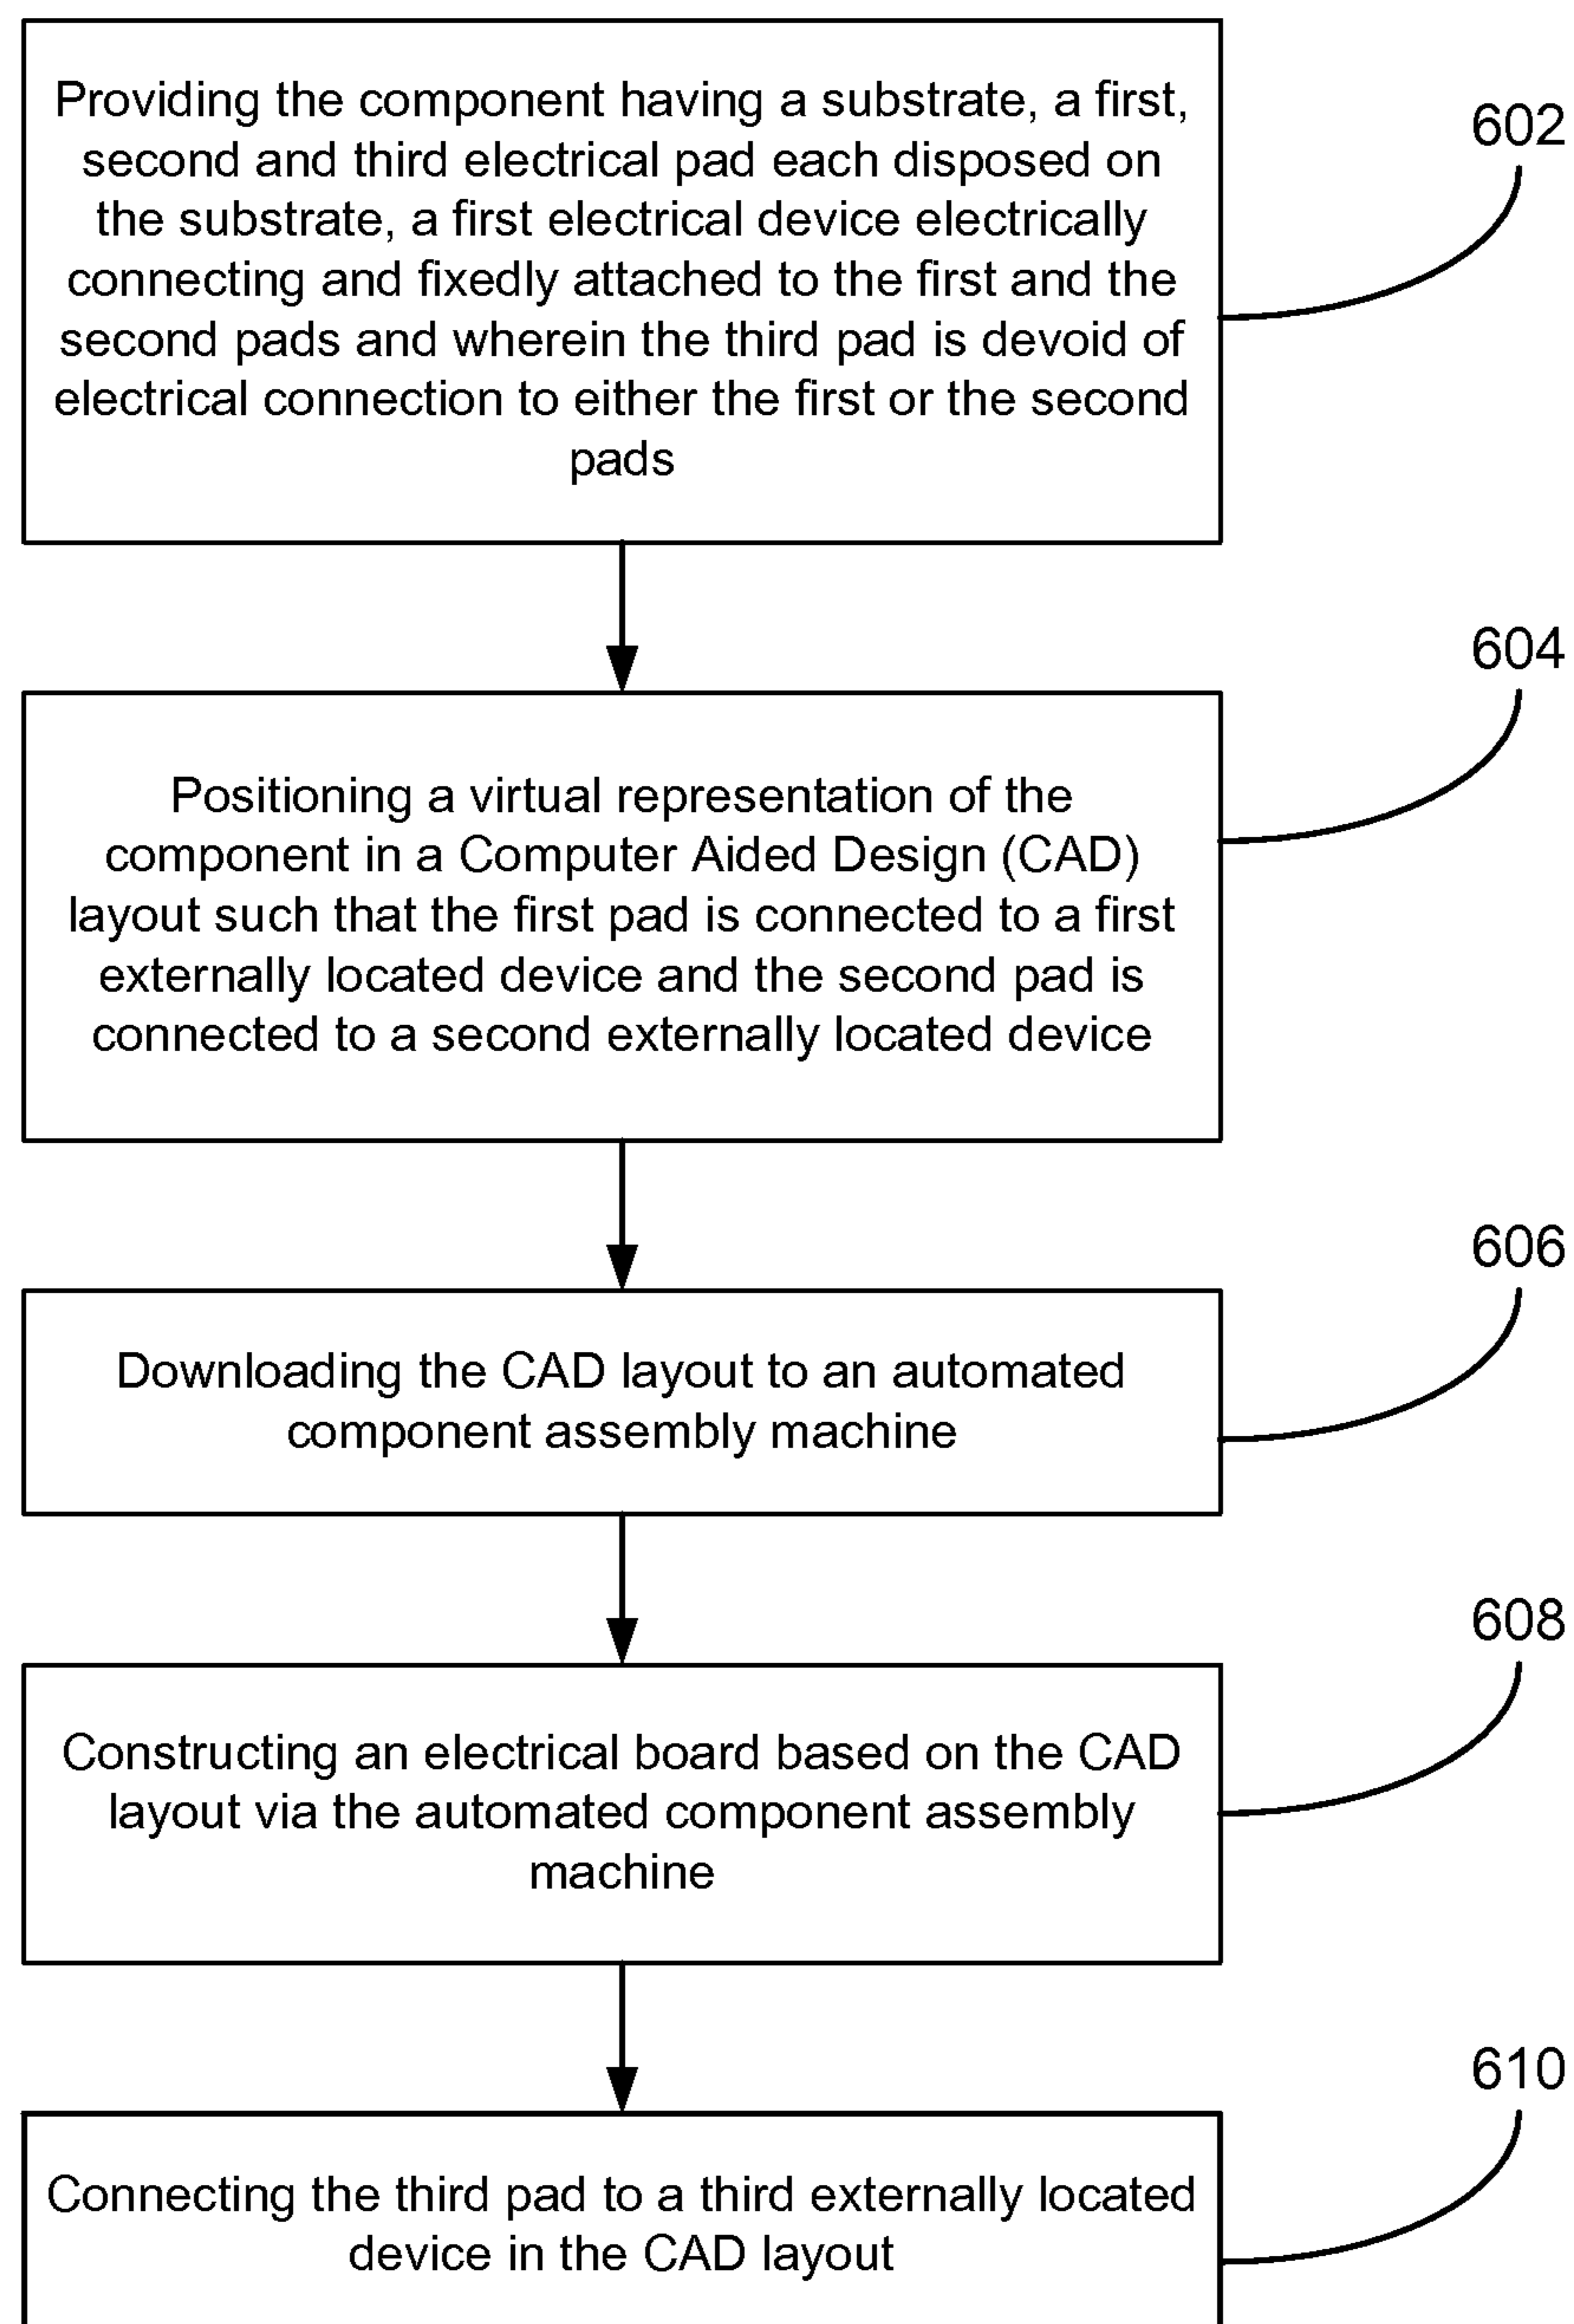 Providing the component having a substrate, a first,
second and third electrical pad each disposed on
the substrate, a first electrical device electrically
connecting and fixedly attached to the first and the
second pads and wherein the third pad is devoid of
electrical connection to either the first or the second
pads
602
Positioning a virtual representation of the
component in a Computer Aided Design (CAD)
layout such that the first pad is connected to a first
externally located device and the second pad is
connected to a second externally located device
604
Downloading the CAD layout to an automated
component assembly machine
606
Constructing an electrical board based on the CAD
layout via the automated component assembly
machine
608
Connecting the third pad to a third externally located
device in the CAD layout
610